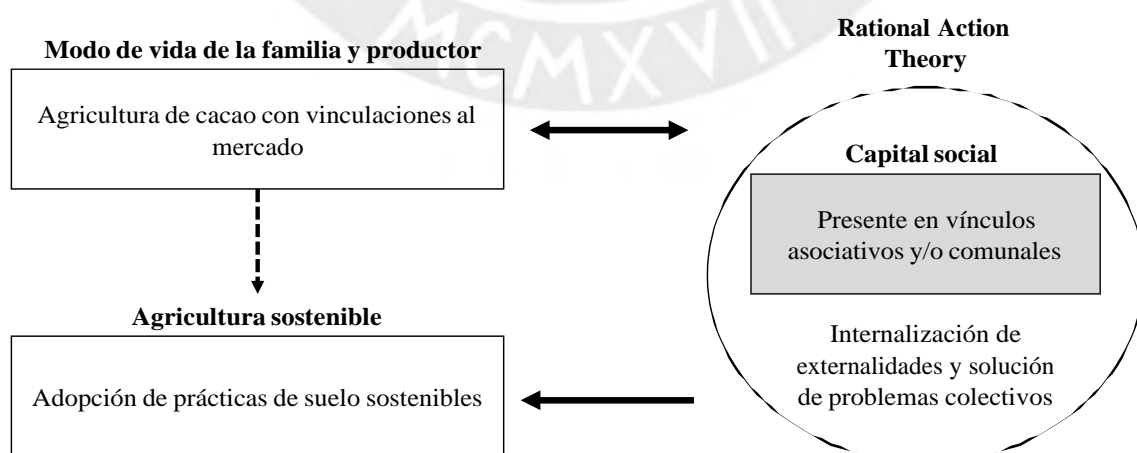 MCMXVII
Modo de vida de la familia y productor
Agricultura de cacao con vinculaciones al
mercado
Rational Action
Theory
Capital social
Presente en vínculos
asociativos y/o comunales
Agricultura sostenible
Adopción de prácticas de suelo sostenibles
Internalización de
externalidades y solución
de problemas colectivos